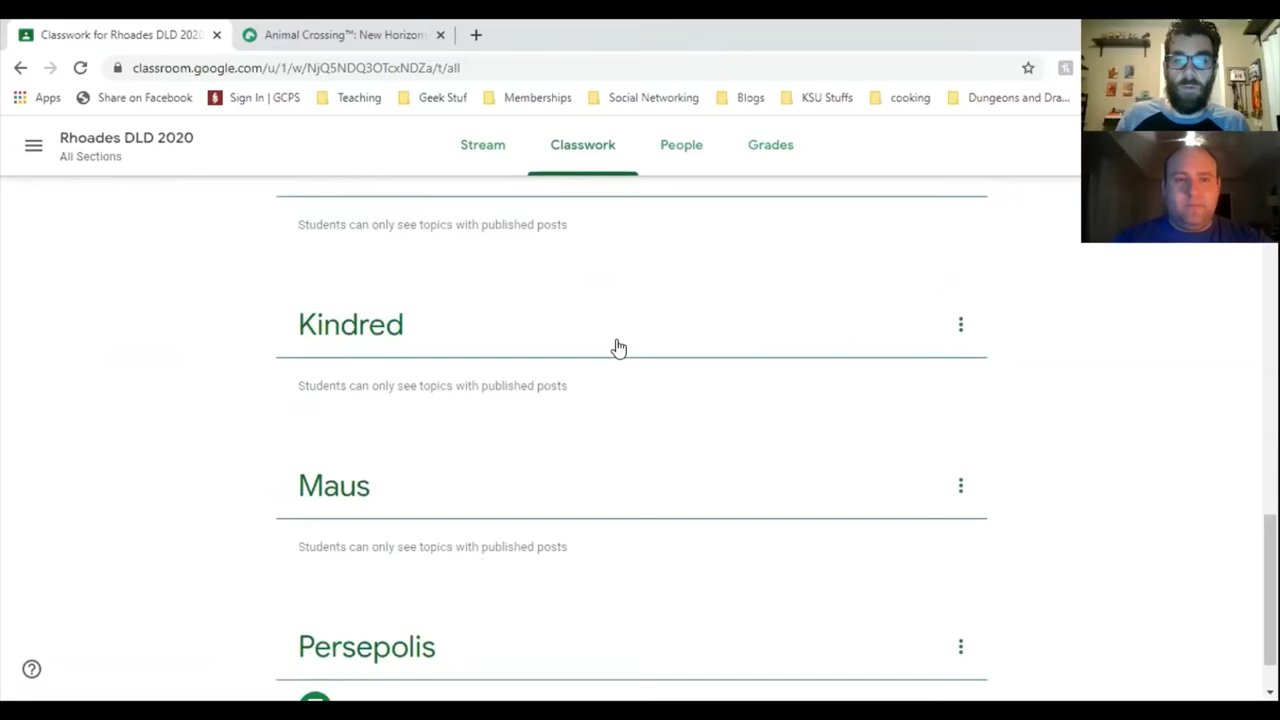 Classwork for Rhoades DLD 202
Animal Crossing™: New Horizon
classroom.google.com/u/1/w/NjQ5NDQ3OTcxNDZa/t/all
Apps Share on Facebook Sign In | GCPS Teaching Geek Stuf Memberships Social Networking Blogs KSU Stuffs cooking Dungeons and Dra...
Rhoades DLD 2020
All Sections
Stream Classwork People Grades
Students can only see topics with published posts
Kindred
Students can only see topics with published posts
Maus
Students can only see topics with published posts
Persepolis